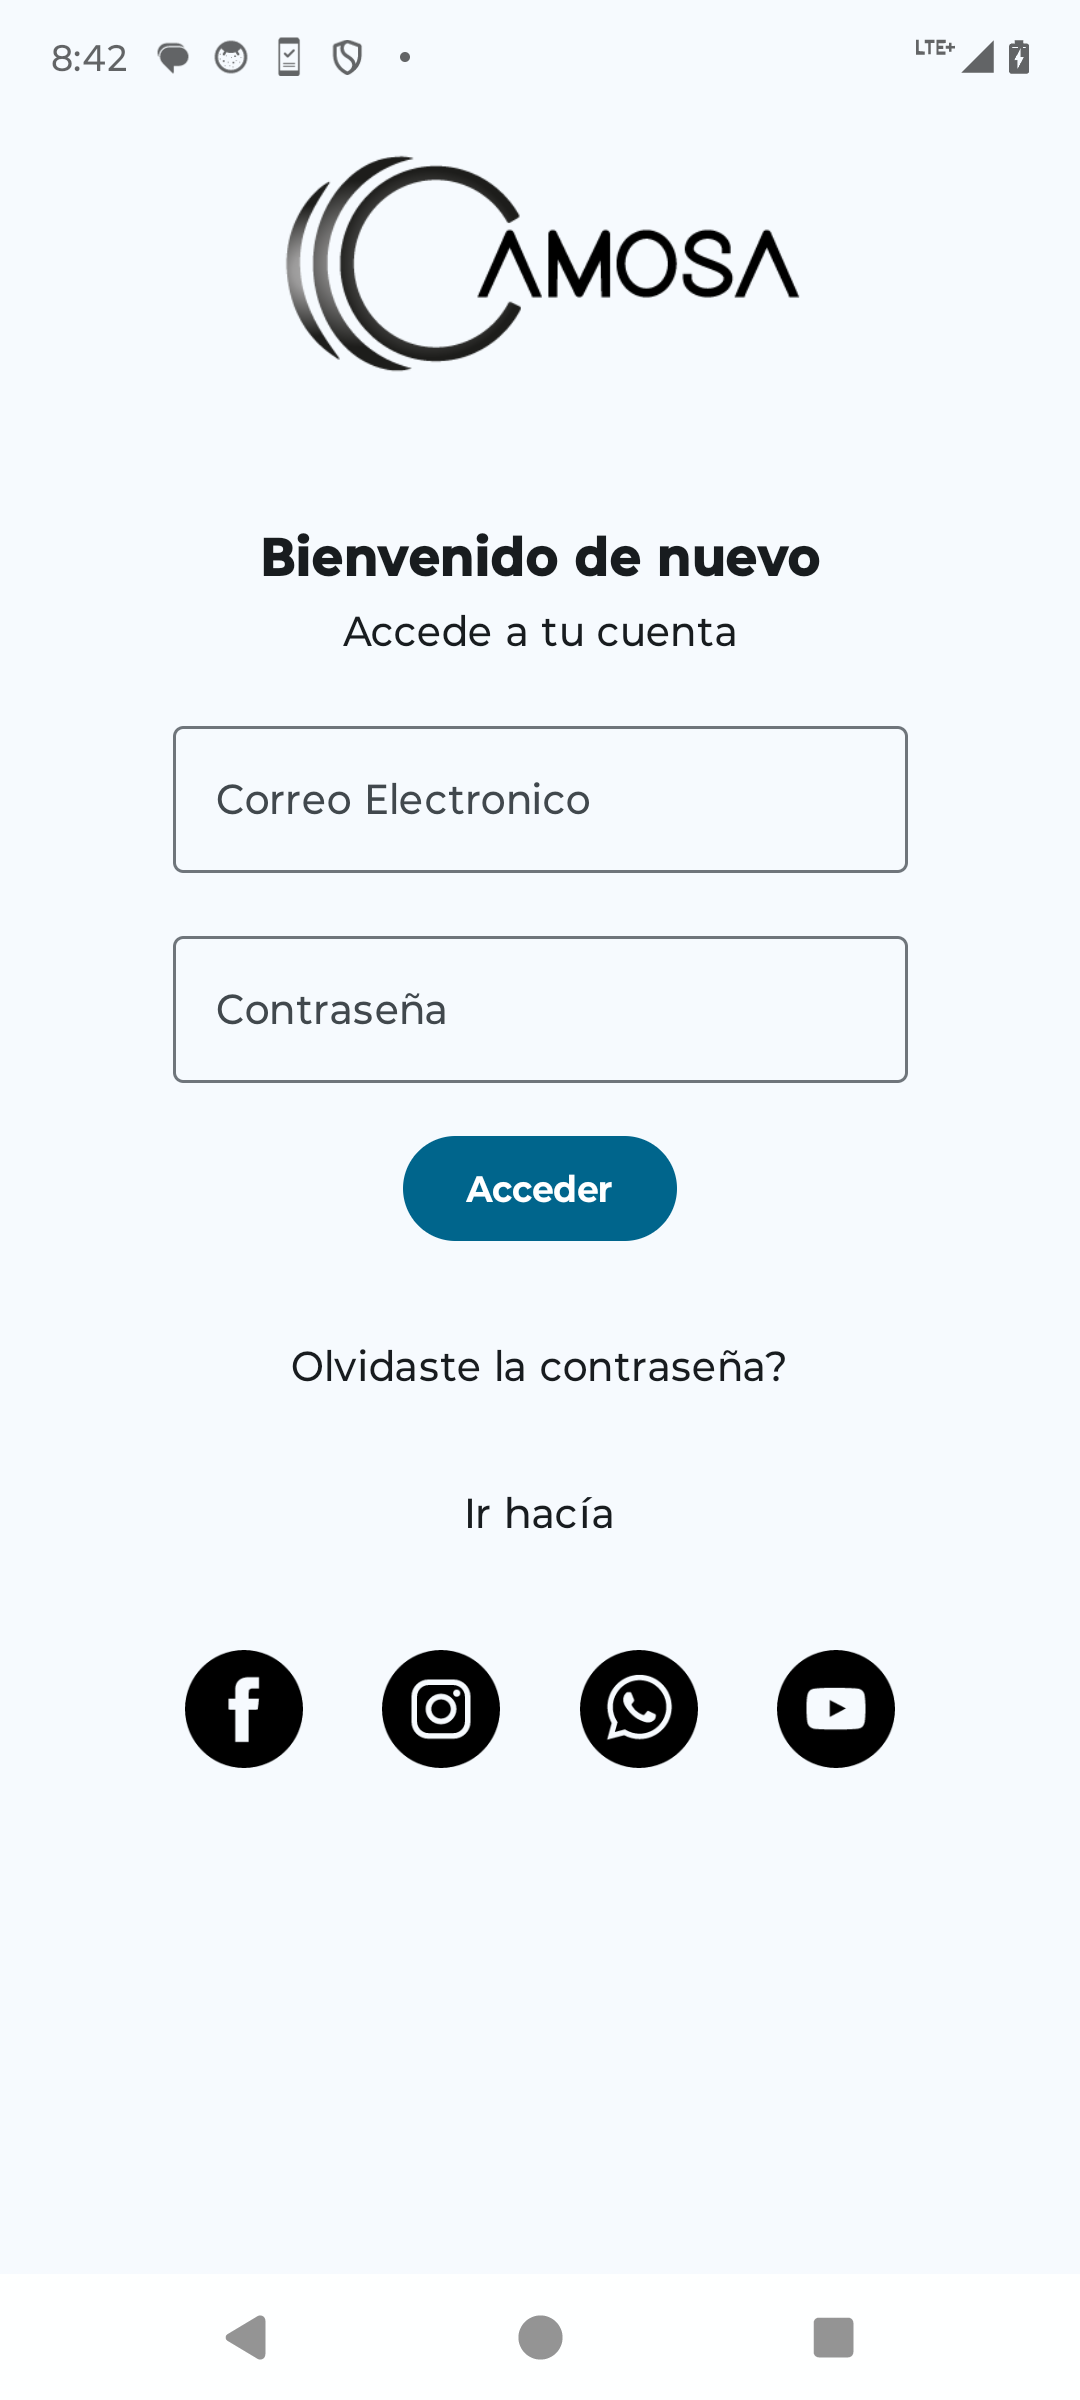 8:42
LTE+
CAMOSA
Bienvenido de nuevo
Accede a tu cuenta
Correo Electronico
Contraseña
Acceder
Olvidaste la contraseña?
Ir hacía